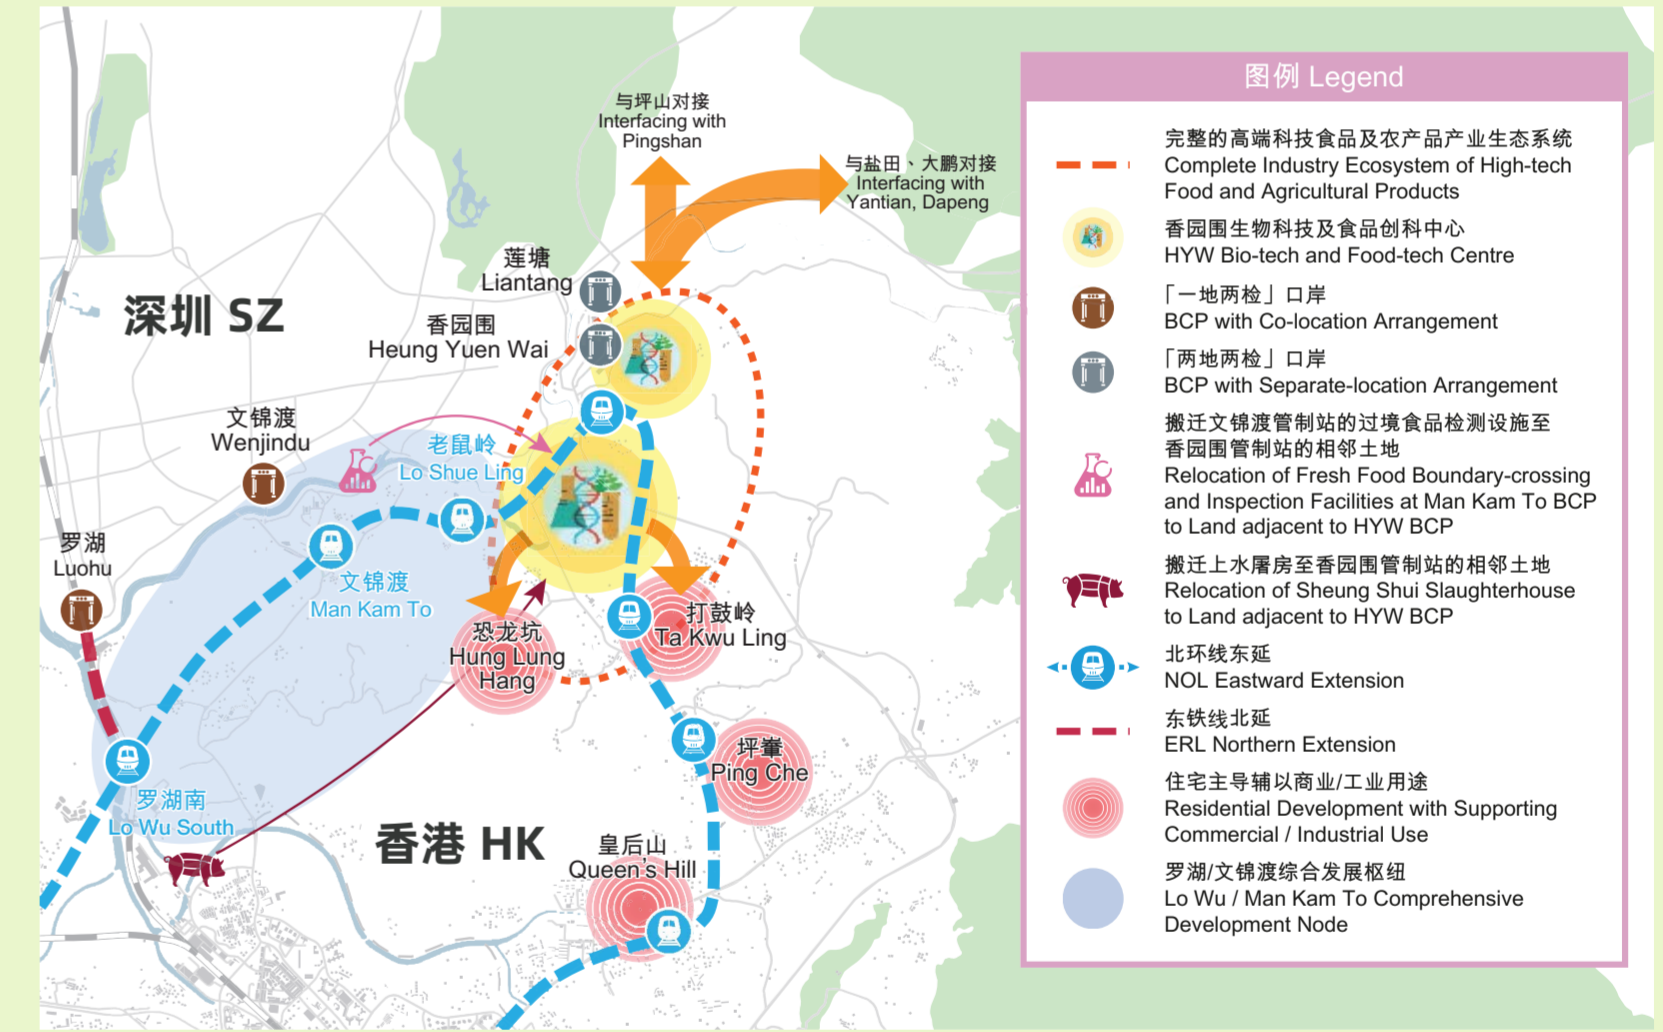 与坪山对接
Interfacing with
Pingshan
与盐田、大鹏对接
Interfacing with
Yantian, Dapeng
莲塘
Liantang
深圳 SZ
香园围
Heung Yuen Wai
文锦渡
Wenjindu
老鼠岭
Lo Shue Ling
罗湖
Luohu
文锦渡
Man Kam To
恐龙坑
Hung Lung
Hang
打鼓岭
Ta Kwu Ling
坪輋
Ping Che
罗湖南
Lo Wu South
香港 HK
皇后山
Queen's Hill
图例 Legend
完整的高端科技食品及农产品产业生态系统
Complete Industry Ecosystem of High-tech
Food and Agricultural Products
香园围生物科技及食品创科中心
HYW Bio-tech and Food-tech Centre
「一地两检」口岸
BCP with Co-location Arrangement
「两地两检」口岸
BCP with Separate-location Arrangement
搬迁文锦渡管制站的过境食品检测设施至
香园围管制站的相邻土地
Relocation of Fresh Food Boundary-crossing
and Inspection Facilities at Man Kam To BCP
to Land adjacent to HYW BCP
搬迁上水屠房至香园围管制站的相邻土地
Relocation of Sheung Shui Slaughterhouse
to Land adjacent to HYW BCP
北环线东延
NOL Eastward Extension
东铁线北延
ERL Northern Extension
住宅主导辅以商业/工业用途
Residential Development with Supporting
Commercial / Industrial Use
罗湖/文锦渡综合发展枢纽
Lo Wu / Man Kam To Comprehensive
Development Node